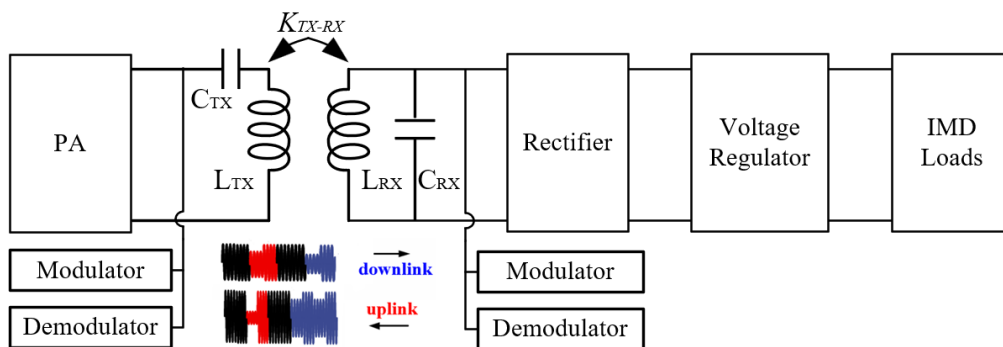 KTX-RX
CTX
PA
LTX
LRX
CRX
Rectifier
Voltage
Regulator
IMD
Loads
Modulator
Demodulator
downlink
uplink
Modulator
Demodulator